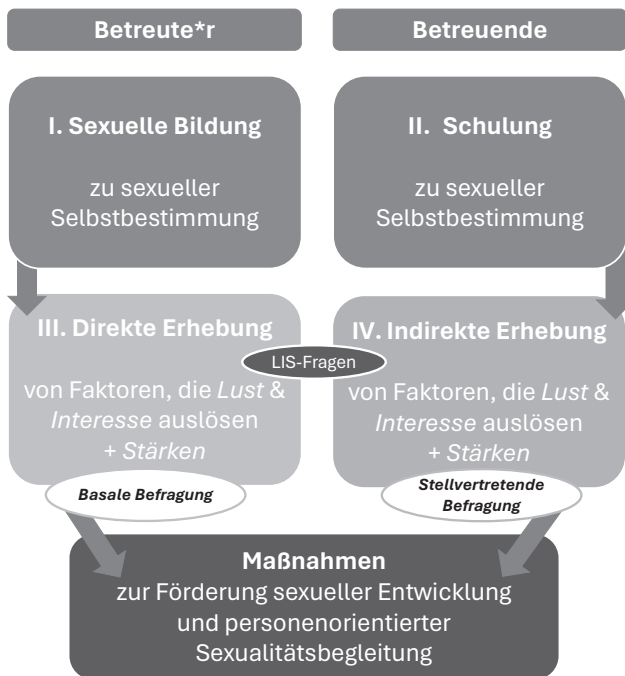 Betreute*r
Betreuende
I. Sexuelle Bildung
zu sexueller
Selbstbestimmung
II. Schulung
zu sexueller
Selbstbestimmung
III. Direkte Erhebung
von Faktoren, die Lust &
Interesse auslösen
+ Stärken
LIS-Fragen
IV. Indirekte Erhebung
von Faktoren, die Lust &
Interesse auslösen
+ Stärken
Basale Befragung
Stellvertretende
Befragung
Maßnahmen
zur Förderung sexueller Entwicklung
und personenorientierter
Sexualitätsbegleitung